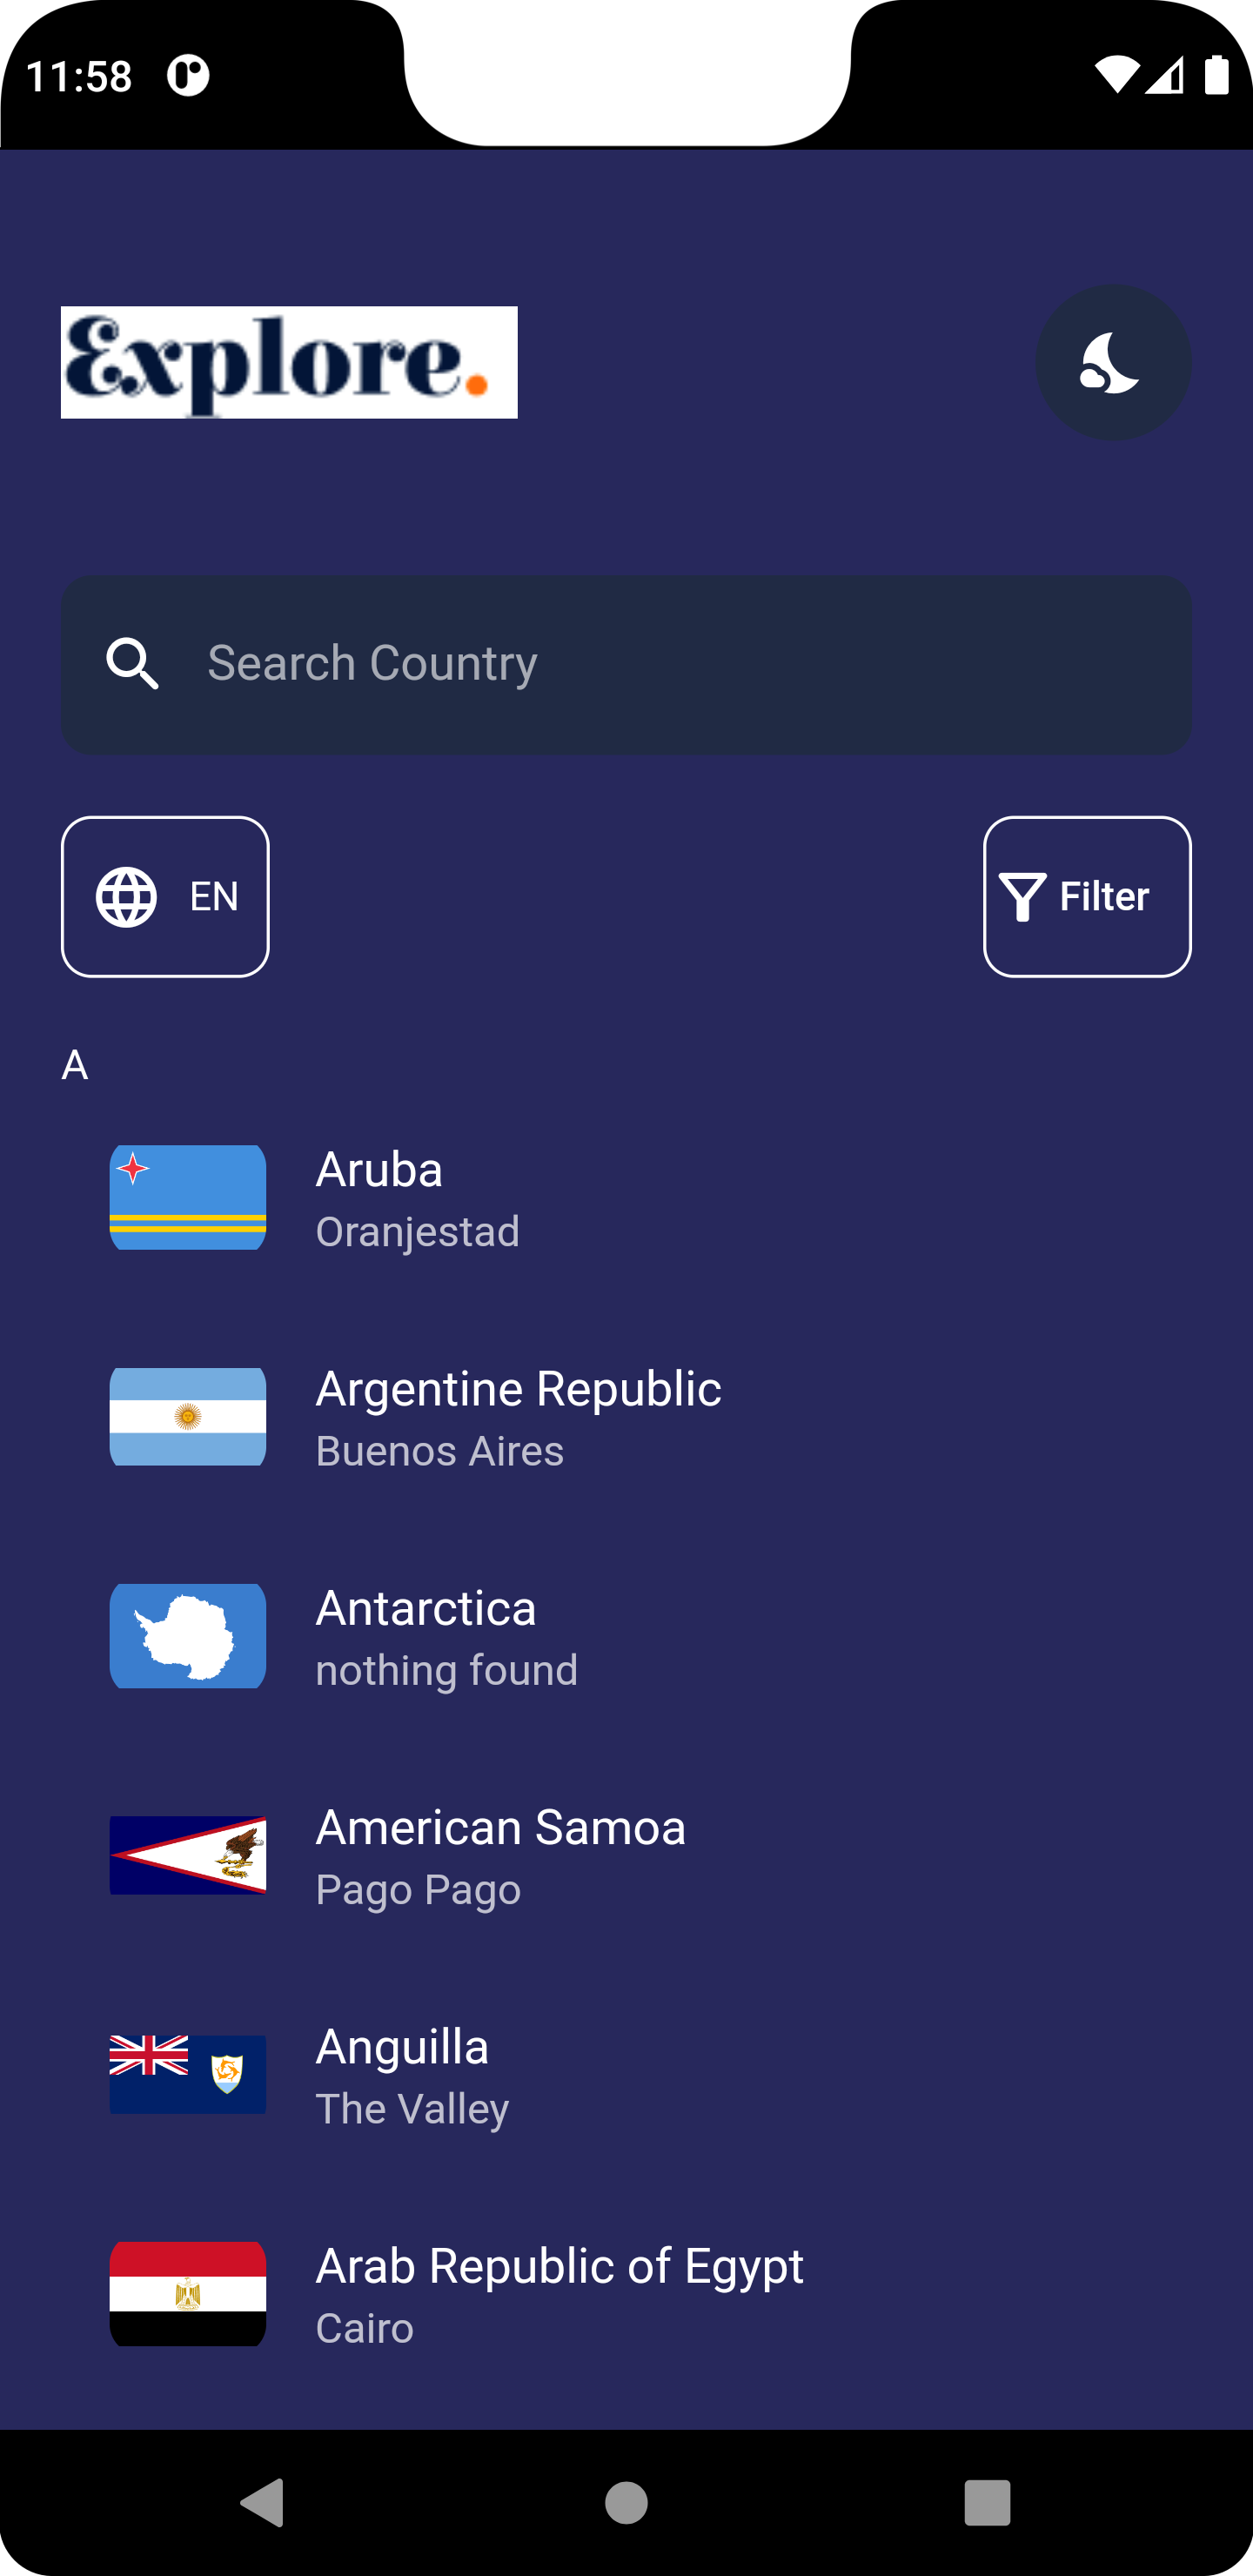 11:58
Explore.
Search Country
EN
Filter
A
Aruba
Oranjestad
Argentine Republic
Buenos Aires
Antarctica
nothing found
American Samoa
Pago Pago
Anguilla
The Valley
Arab Republic of Egypt
Cairo